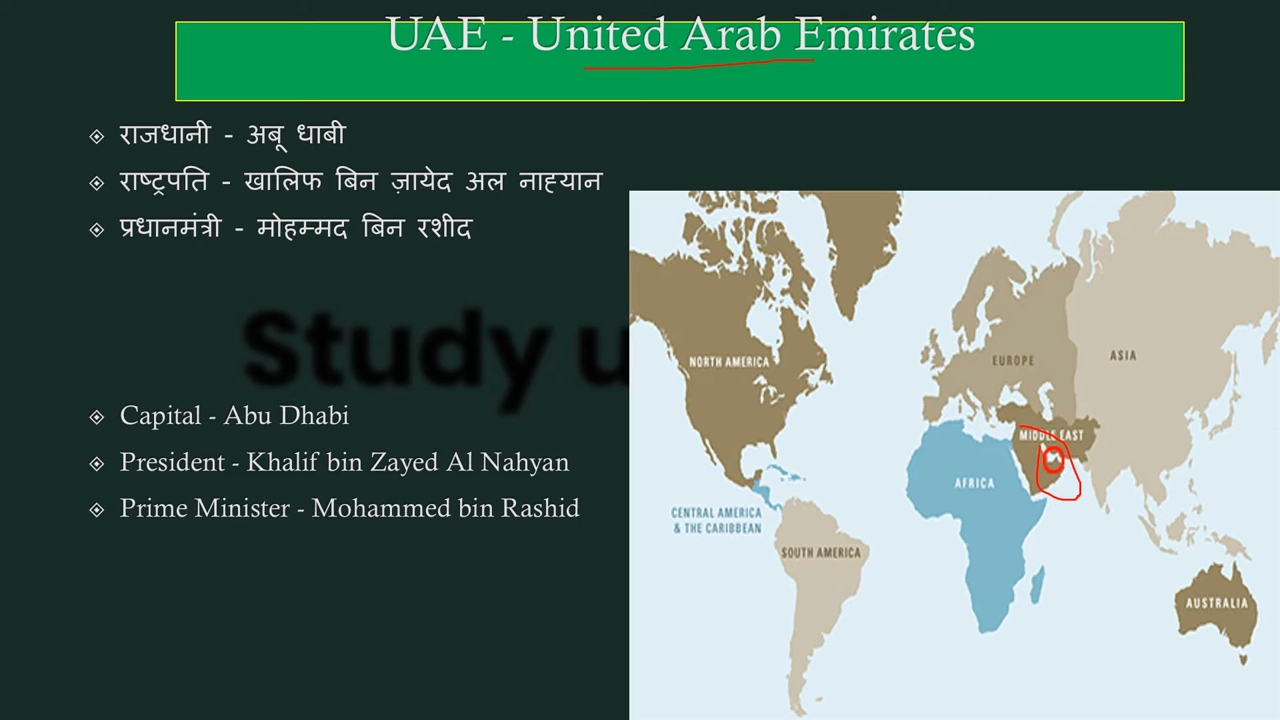 UAE - United Arab Emirates
राजधानी - अबू धाबी
राष्ट्रपति - खालिफ बिन ज़ायेद अल नाह्यान
प्रधानमंत्री - मोहम्मद बिन रशीद
Study u
Capital - Abu Dhabi
President - Khalif bin Zayed Al Nahyan
Prime Minister - Mohammed bin Rashid
NORTH AMERICA
EUROPE
ASIA
MIDDLE EAST
AFRICA
CENTRAL AMERICA
& THE CARIBBEAN
SOUTH AMERICA
AUSTRALIA